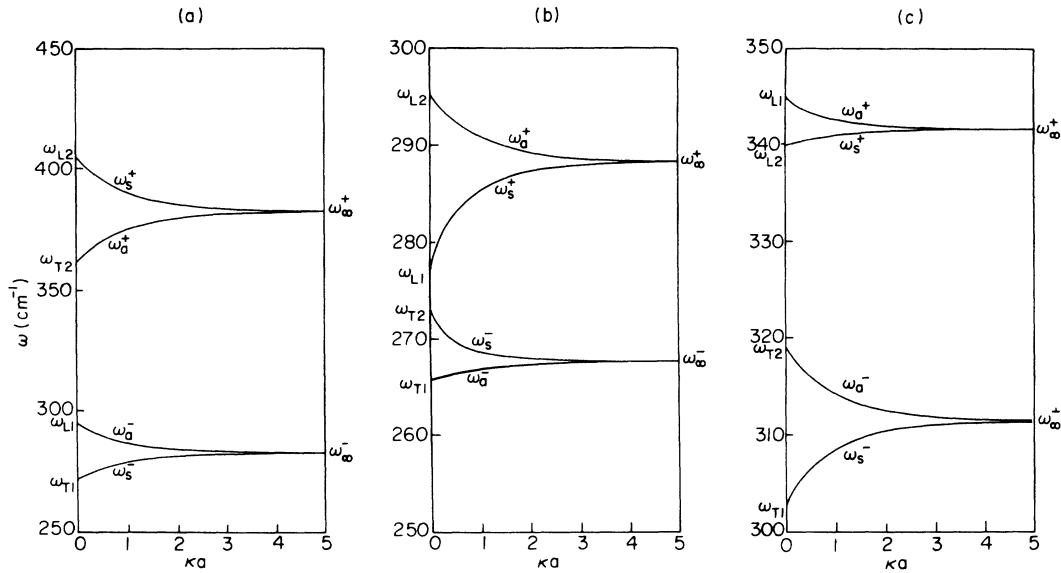 (a)
450
ω_L2
400
ω_s^+
ω_a^+
ω_∞^+
ω_T2
350
ω (cm⁻¹)
300
ω_L1
ω_a^-
ω_s^-
ω_∞^-
ω_T1
250
0 1 2 3 4 5
κa
(b)
300
ω_L2
290
ω_a^+
ω_s^+
ω_∞^+
280
ω_L1
ω_T2
270
ω_s^-
ω_a^-
ω_∞^-
ω_T1
260
250
0 1 2 3 4 5
κa
(c)
350
ω_L1
ω_a^+
340
ω_s^+
ω_∞^+
ω_L2
330
320
ω_T2
ω_a^-
310
ω_s^-
ω_∞^+
ω_T1
300
0 1 2 3 4 5
κa